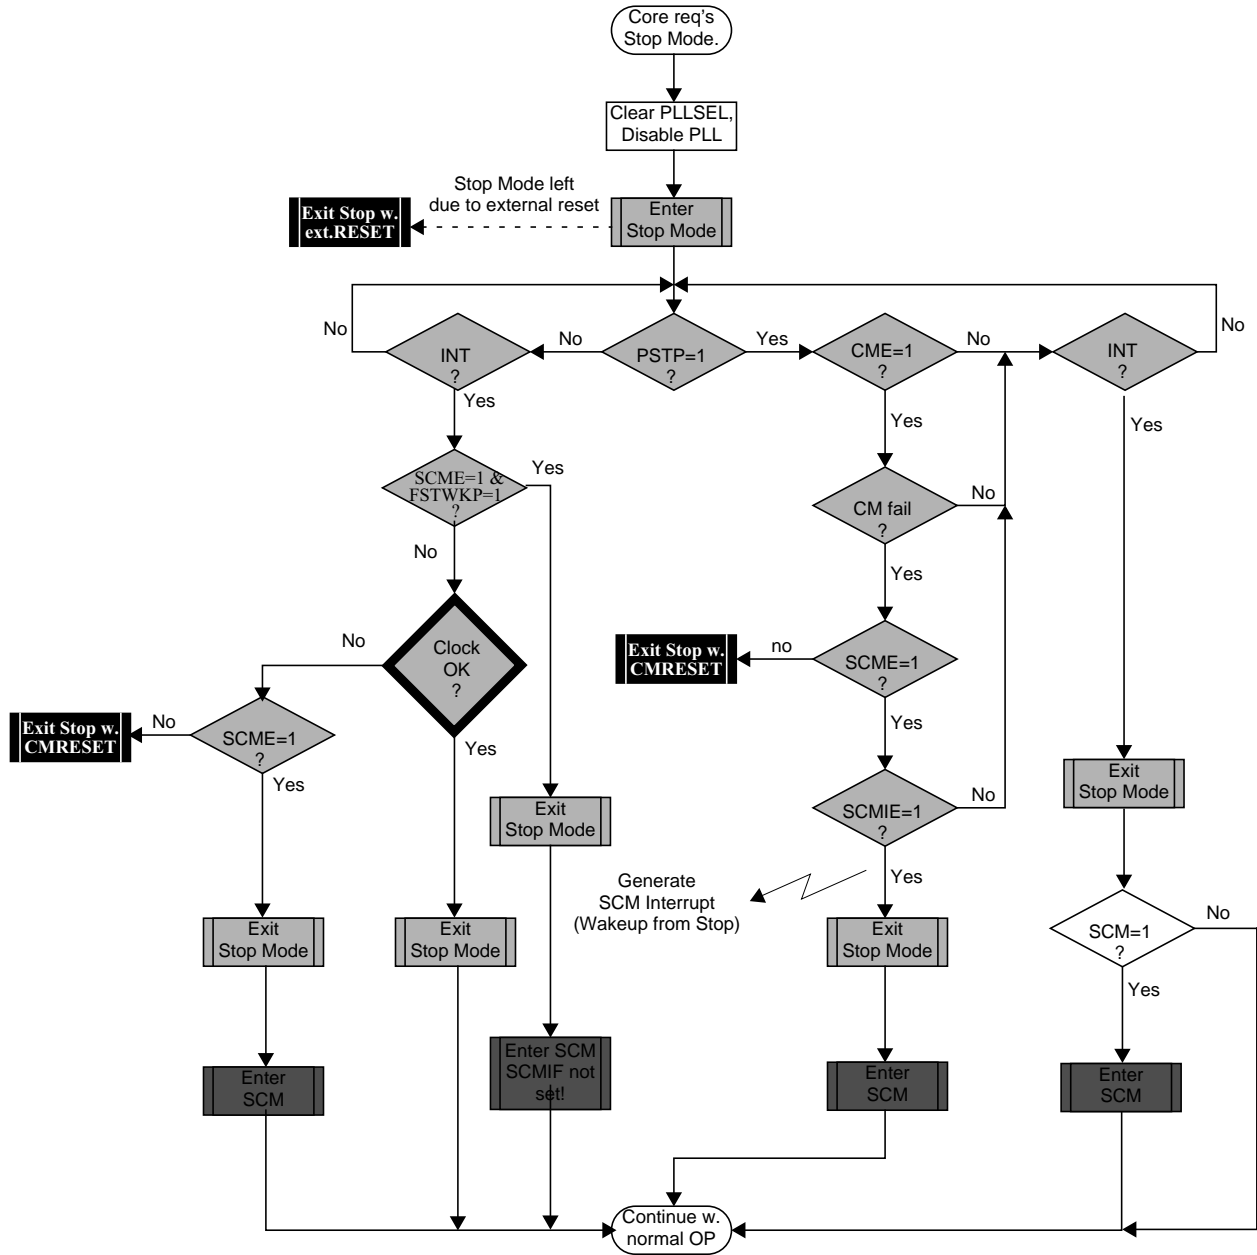 Core req's
Stop Mode.
Clear PLLSEL,
Disable PLL
Stop Mode left
due to external reset
Exit Stop w.
ext.RESET
Enter
Stop Mode
No
INT
?
No
PSTP=1
?
Yes
CME=1
?
No
INT
?
No
Yes
Yes
Yes
SCME=1 &
FSTWKP=1
?
Yes
CM fail
?
No
No
Yes
No
Clock
OK
?
Exit Stop w.
CMRESET
no
SCME=1
?
Exit Stop w.
CMRESET
No
SCME=1
?
Yes
Yes
Yes
Exit
Stop Mode
Exit
Stop Mode
SCMIE=1
?
No
Generate
SCM Interrupt
(Wakeup from Stop)
Yes
Exit
Stop Mode
Exit
Stop Mode
Exit
Stop Mode
SCM=1
?
No
Yes
Enter
SCM
Enter SCM
SCMIF not
set!
Enter
SCM
Enter
SCM
Continue w.
normal OP